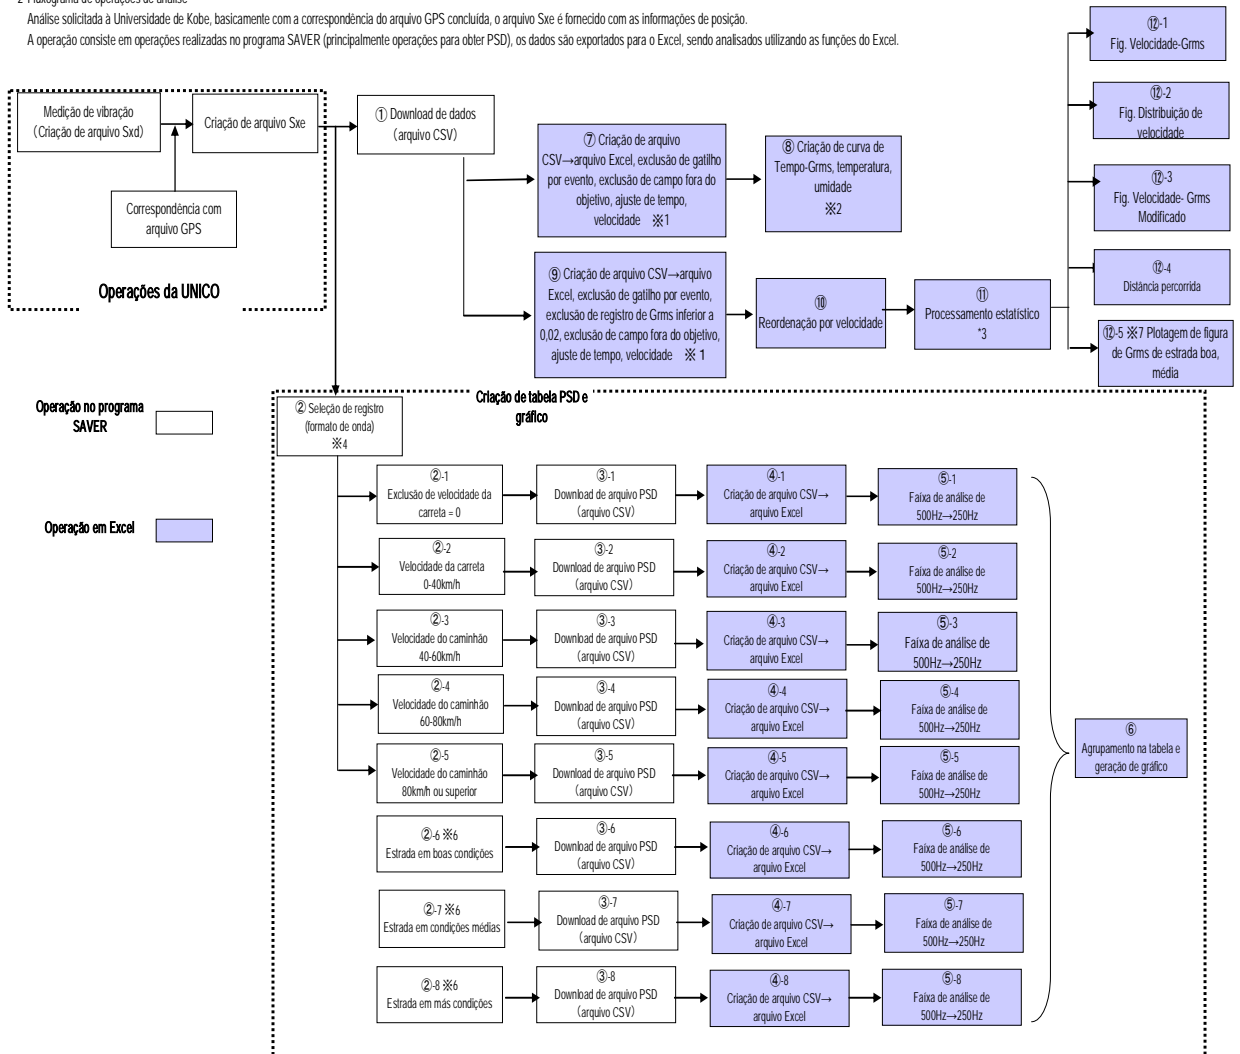 2 Fluxograma de operações de análise
Análise solicitada à Universidade de Kobe, basicamente com a correspondência do arquivo GPS concluída, o arquivo Sxe é fornecido com as informações de posição.
A operação consiste em operações realizadas no programa SAVER (principalmente operações para obter PSD), os dados são exportados para o Excel, sendo analisados utilizando as funções do Excel.
Medição de vibração
(Criação de arquivo Sxd)
Criação de arquivo Sxe
Correspondência com
arquivo GPS
Operações da UNICO
① Download de dados
(arquivo CSV)
⑦ Criação de arquivo
CSV→arquivo Excel, exclusão de gatilho
por evento, exclusão de campo fora do
objetivo, ajuste de tempo,
velocidade ※1
⑧ Criação de curva de
Tempo-Grms, temperatura,
umidade
※2
⑨ Criação de arquivo CSV→arquivo
Excel, exclusão de gatilho por evento,
exclusão de registro de Grms inferior a
0,02, exclusão de campo fora do objetivo,
ajuste de tempo, velocidade ※ 1
⑩
Reordenação por velocidade
⑪
Processamento estatístico
*3
⑫-1
Fig. Velocidade-Grms
⑫-2
Fig. Distribuição de
velocidade
⑫-3
Fig. Velocidade- Grms
Modificado
⑫-4
Distância percorrida
⑫-5 ※7 Plotagem de figura
de Grms de estrada boa,
média
Operação no programa
SAVER
Operação em Excel
Criação de tabela PSD e
gráfico
② Seleção de registro
(formato de onda)
※4
②-1
Exclusão de velocidade da
carreta = 0
③-1
Download de arquivo PSD
(arquivo CSV)
④-1
Criação de arquivo CSV→
arquivo Excel
⑤-1
Faíxa de análise de
500Hz→250Hz
②-2
Velocidade da carreta
0-40km/h
③-2
Download de arquivo PSD
(arquivo CSV)
④-2
Criação de arquivo CSV→
arquivo Excel
⑤-2
Faíxa de análise de
500Hz→250Hz
②-3
Velocidade do caminhão
40-60km/h
③-3
Download de arquivo PSD
(arquivo CSV)
④-3
Criação de arquivo CSV→
arquivo Excel
⑤-3
Faíxa de análise de
500Hz→250Hz
②-4
Velocidade do caminhão
60-80km/h
③-4
Download de arquivo PSD
(arquivo CSV)
④-4
Criação de arquivo CSV→
arquivo Excel
⑤-4
Faíxa de análise de
500Hz→250Hz
②-5
Velocidade do caminhão
80km/h ou superior
③-5
Download de arquivo PSD
(arquivo CSV)
④-5
Criação de arquivo CSV→
arquivo Excel
⑤-5
Faíxa de análise de
500Hz→250Hz
②-6 ※6
Estrada em boas condições
③-6
Download de arquivo PSD
(arquivo CSV)
④-6
Criação de arquivo CSV→
arquivo Excel
⑤-6
Faíxa de análise de
500Hz→250Hz
②-7 ※6
Estrada em condições médias
③-7
Download de arquivo PSD
(arquivo CSV)
④-7
Criação de arquivo CSV→
arquivo Excel
⑤-7
Faíxa de análise de
500Hz→250Hz
②-8 ※6
Estrada em más condições
③-8
Download de arquivo PSD
(arquivo CSV)
④-8
Criação de arquivo CSV→
arquivo Excel
⑤-8
Faíxa de análise de
500Hz→250Hz
⑥
Agrupamento na tabela e
geração de gráfico